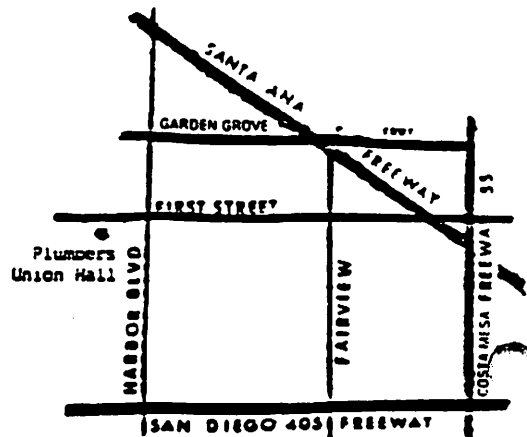 SANTA ANA
FREEWAY
GARDEN GROVE
55
FIRST STREET
Plumbers
Union Hall
HARBOR BLVD
FAIRVIEW
COSTA MESA FREEWA
SAN DIEGO 405 FREEWAY